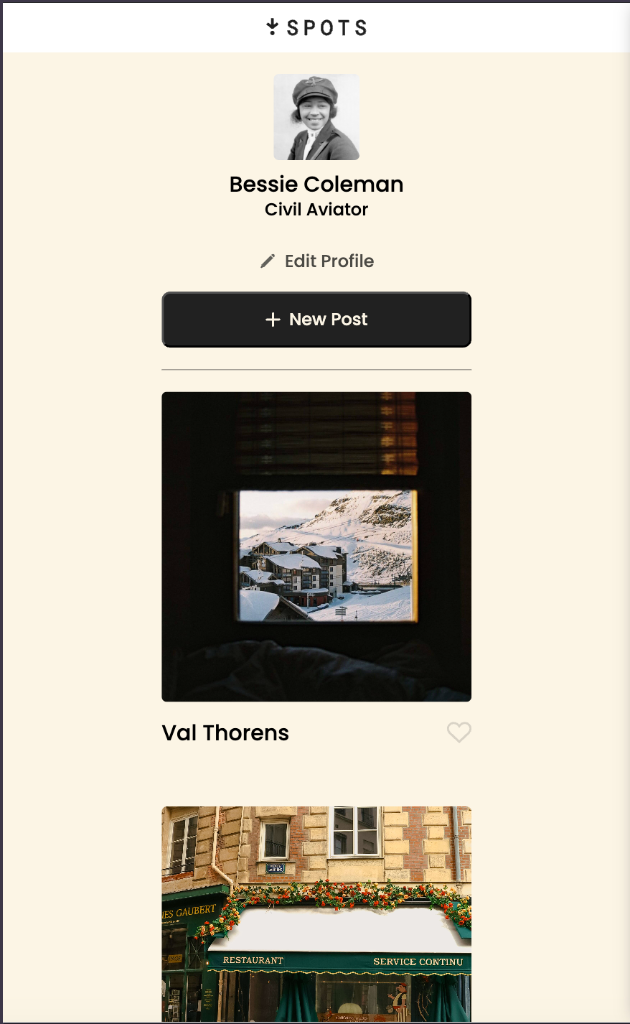 SPOTS
Bessie Coleman
Civil Aviator
Edit Profile
+ New Post
Val Thorens
ES GAUBERT
RESTAURANT
SERVICE CONTINU